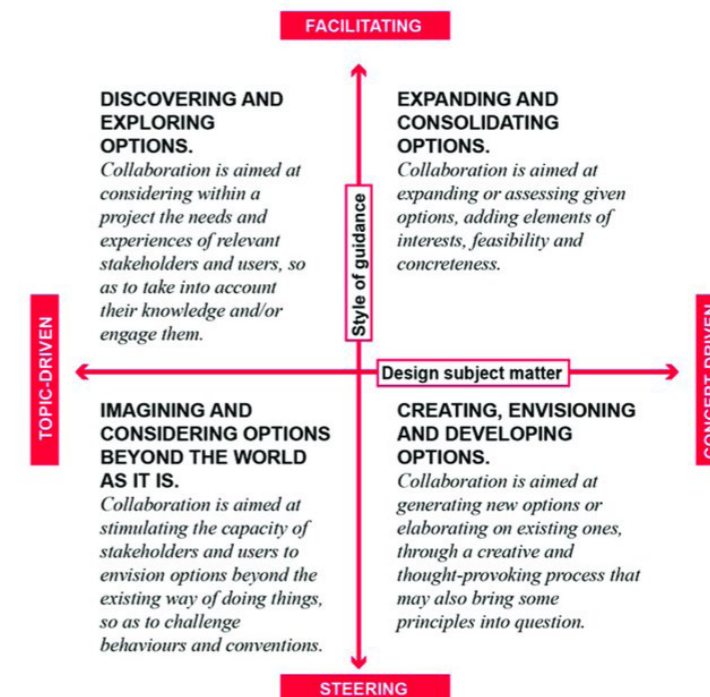 FACILITATING
DISCOVERING AND
EXPLORING
OPTIONS.
Collaboration is aimed at
considering within a
project the needs and
experiences of relevant
stakeholders and users, so
as to take into account
their knowledge and/or
engage them.
EXPANDING AND
CONSOLIDATING
OPTIONS.
Collaboration is aimed at
expanding or assessing given
options, adding elements of
interests, feasibility and
concreteness.
Style of guidance
TOPIC-DRIVEN
Design subject matter
CONCEPT-DRIVEN
IMAGINING AND
CONSIDERING OPTIONS
BEYOND THE WORLD
AS IT IS.
Collaboration is aimed at
stimulating the capacity of
stakeholders and users to
envision options beyond the
existing way of doing things,
so as to challenge
behaviours and conventions.
CREATING, ENVISIONING
AND DEVELOPING
OPTIONS.
Collaboration is aimed at
generating new options or
elaborating on existing ones,
through a creative and
thought-provoking process that
may also bring some
principles into question.
STEERING